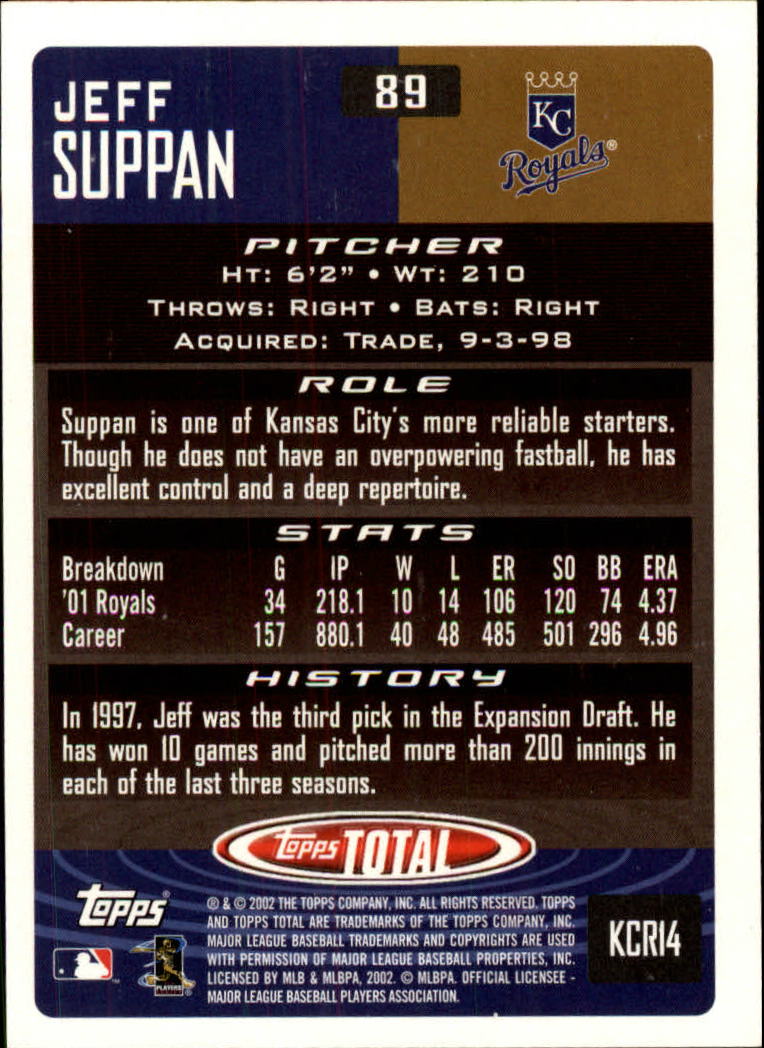 JEFF
SUPPAN
89
KC
Royals®
PITCHER
HT: 6'2" • WT: 210
THROWS: RIGHT • BATS: RIGHT
ACQUIRED: TRADE, 9-3-98
ROLE
Suppan is one of Kansas City's more reliable starters.
Though he does not have an overpowering fastball, he has
excellent control and a deep repertoire.
STATS
Breakdown G IP W L ER SO BB ERA
'01 Royals 34 218.1 10 14 106 120 74 4.37
Career 157 880.1 40 48 485 501 296 4.96
HISTORY
In 1997, Jeff was the third pick in the Expansion Draft. He
has won 10 games and pitched more than 200 innings in
each of the last three seasons.
topps TOTAL
topps®
® & © 2002 THE TOPPS COMPANY, INC. ALL RIGHTS RESERVED. TOPPS
AND TOPPS TOTAL ARE TRADEMARKS OF THE TOPPS COMPANY, INC.
MAJOR LEAGUE BASEBALL TRADEMARKS AND COPYRIGHTS ARE USED
WITH PERMISSION OF MAJOR LEAGUE BASEBALL PROPERTIES, INC.
LICENSED BY MLB & MLBPA, 2002. © MLBPA. OFFICIAL LICENSEE -
MAJOR LEAGUE BASEBALL PLAYERS ASSOCIATION.
KCR14
PLAYERS